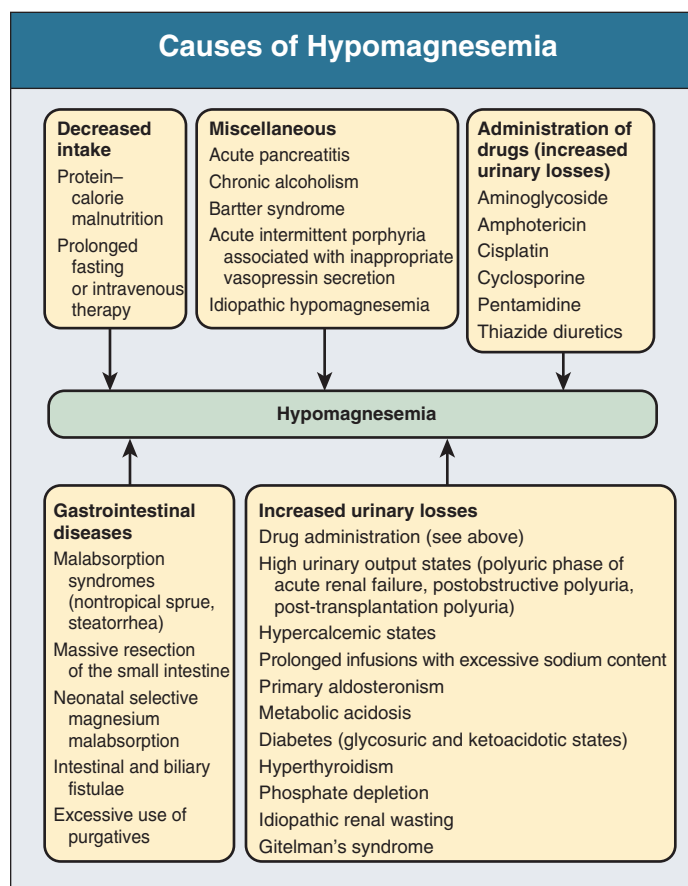 Causes of Hypomagnesemia
Decreased
intake
Protein–
calorie
malnutrition
Prolonged
fasting
or intravenous
therapy
Miscellaneous
Acute pancreatitis
Chronic alcoholism
Bartter syndrome
Acute intermittent porphyria
associated with inappropriate
vasopressin secretion
Idiopathic hypomagnesemia
Administration of
drugs (increased
urinary losses)
Aminoglycoside
Amphotericin
Cisplatin
Cyclosporine
Pentamidine
Thiazide diuretics
Hypomagnesemia
Gastrointestinal
diseases
Malabsorption
syndromes
(nontropical sprue,
steatorrhea)
Massive resection
of the small intestine
Neonatal selective
magnesium
malabsorption
Intestinal and biliary
fistulae
Excessive use of
purgatives
Increased urinary losses
Drug administration (see above)
High urinary output states (polyuric phase of
acute renal failure, postobstructive polyuria,
post-transplantation polyuria)
Hypercalcemic states
Prolonged infusions with excessive sodium content
Primary aldosteronism
Metabolic acidosis
Diabetes (glycosuric and ketoacidotic states)
Hyperthyroidism
Phosphate depletion
Idiopathic renal wasting
Gitelman's syndrome